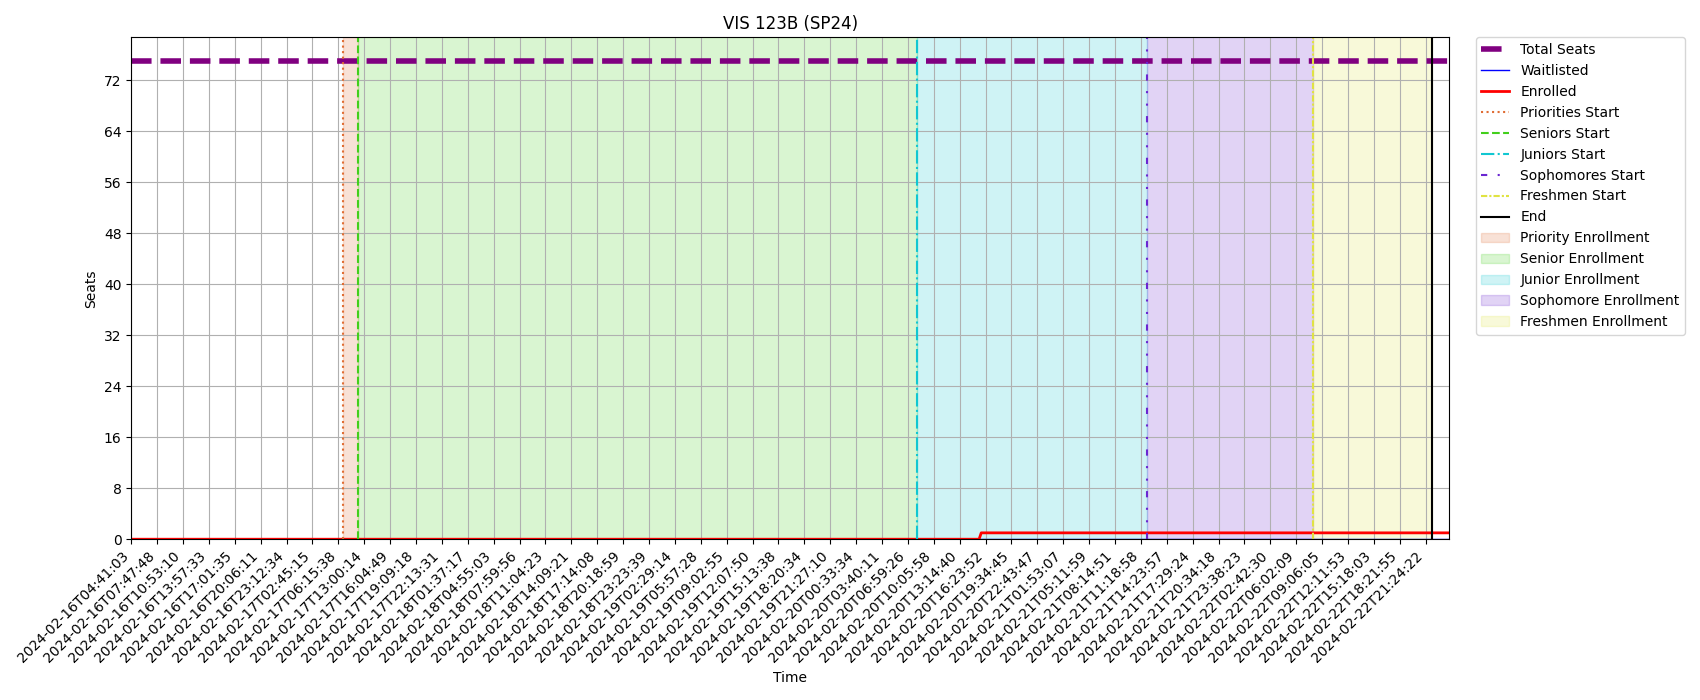 VIS 123B (SP24)
Seats
72
64
56
48
40
32
24
16
8
0
2024-02-16T04:41:03
2024-02-16T07:47:48
2024-02-16T10:53:10
2024-02-16T13:57:33
2024-02-16T17:01:35
2024-02-16T20:06:11
2024-02-16T23:12:34
2024-02-17T02:45:15
2024-02-17T06:15:38
2024-02-17T13:00:14
2024-02-17T16:04:49
2024-02-17T19:09:18
2024-02-17T22:13:31
2024-02-18T01:37:17
2024-02-18T04:55:03
2024-02-18T07:59:56
2024-02-18T11:04:23
2024-02-18T14:09:21
2024-02-18T17:14:08
2024-02-18T20:18:59
2024-02-18T23:23:39
2024-02-19T02:29:14
2024-02-19T05:57:28
2024-02-19T09:02:55
2024-02-19T12:07:50
2024-02-19T15:13:38
2024-02-19T18:20:34
2024-02-19T21:27:10
2024-02-20T00:33:34
2024-02-20T03:40:11
2024-02-20T06:59:26
2024-02-20T10:05:58
2024-02-20T13:14:40
2024-02-20T16:23:52
2024-02-20T19:34:45
2024-02-20T22:43:47
2024-02-21T01:53:07
2024-02-21T05:11:59
2024-02-21T08:14:51
2024-02-21T11:18:58
2024-02-21T14:23:57
2024-02-21T17:29:24
2024-02-21T20:34:18
2024-02-21T23:38:23
2024-02-22T02:42:30
2024-02-22T06:02:09
2024-02-22T09:06:05
2024-02-22T12:11:53
2024-02-22T15:18:03
2024-02-22T18:21:55
2024-02-22T21:24:22
Time
Total Seats
Waitlisted
Enrolled
Priorities Start
Seniors Start
Juniors Start
Sophomores Start
Freshmen Start
End
Priority Enrollment
Senior Enrollment
Junior Enrollment
Sophomore Enrollment
Freshmen Enrollment